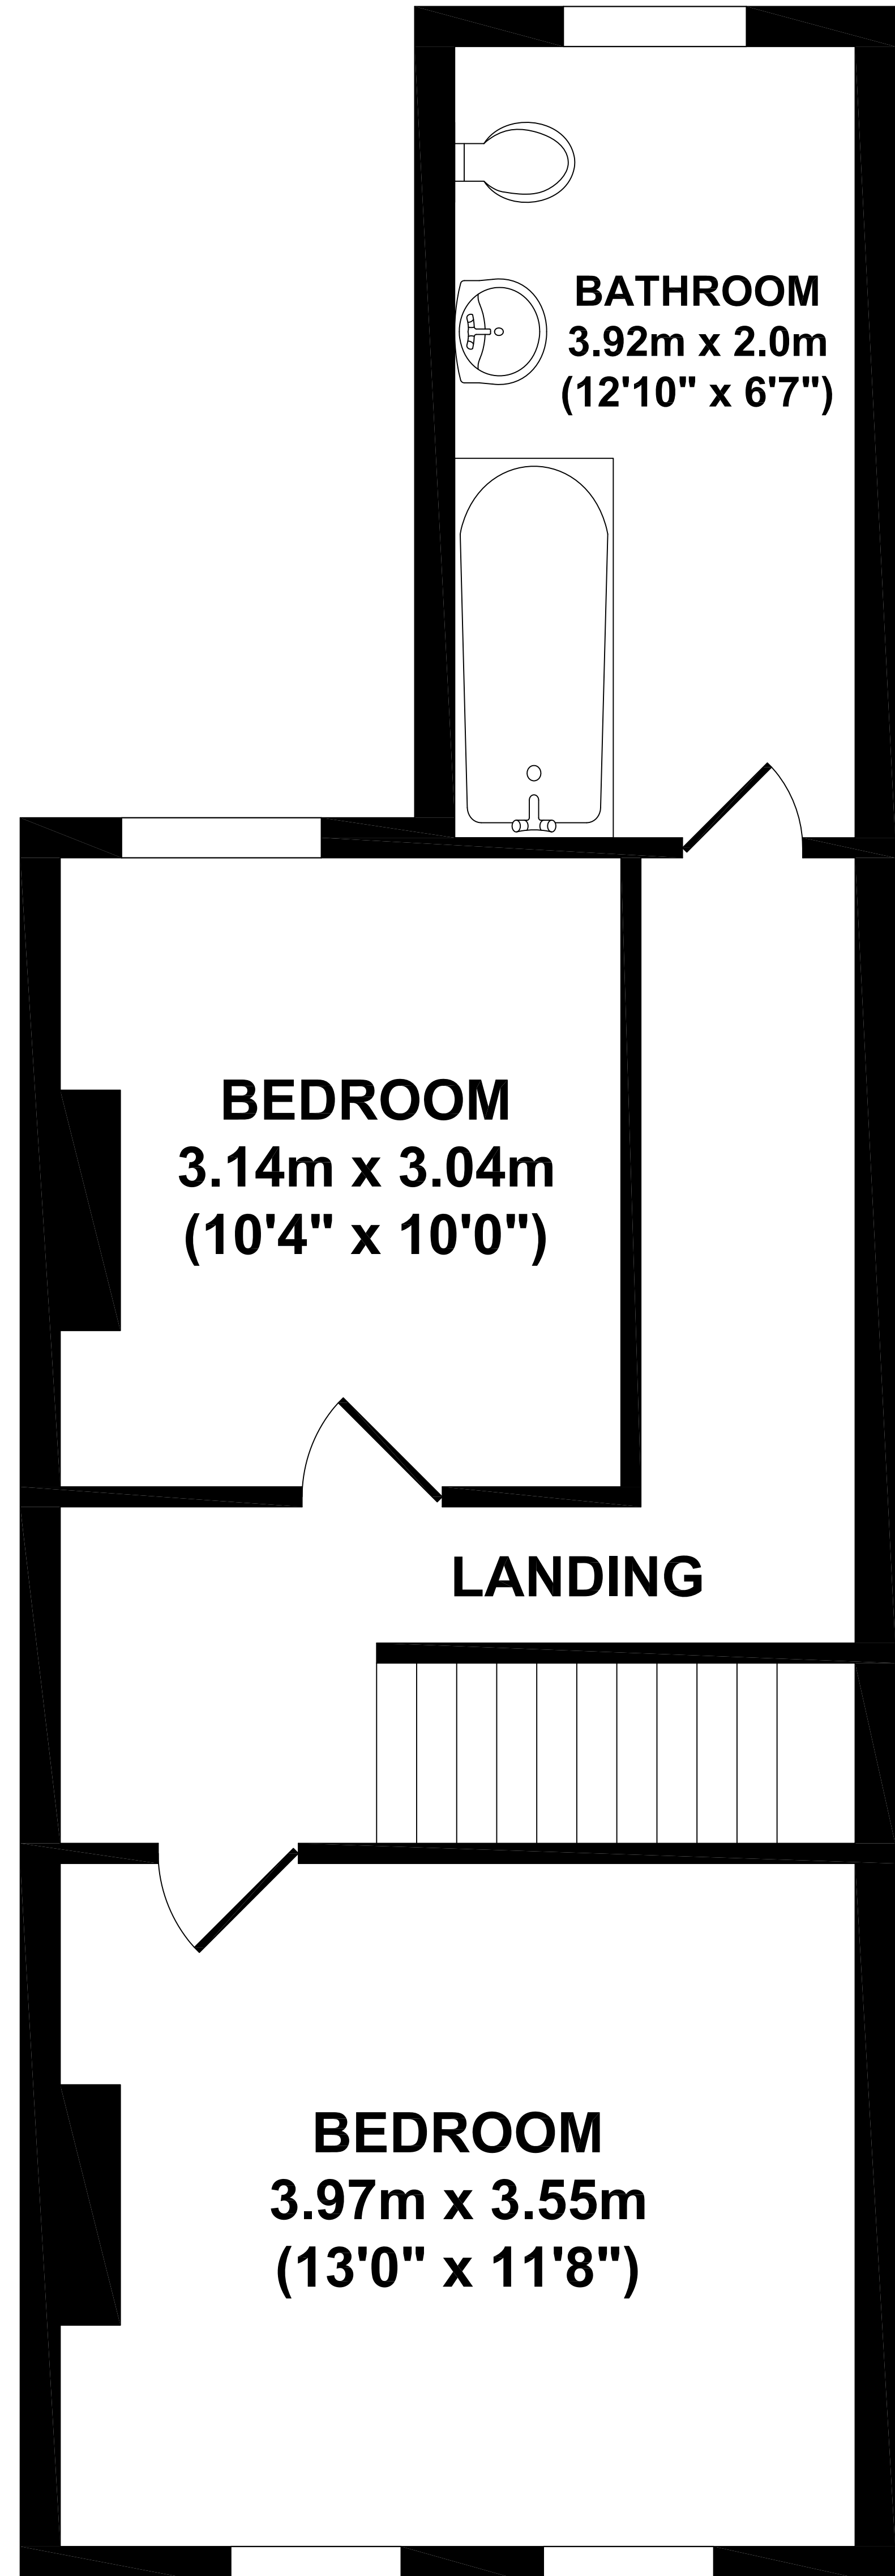 BATHROOM
3.92m x 2.0m
(12'10" x 6'7")
BEDROOM
3.14m x 3.04m
(10'4" x 10'0")
LANDING
BEDROOM
3.97m x 3.55m
(13'0" x 11'8")